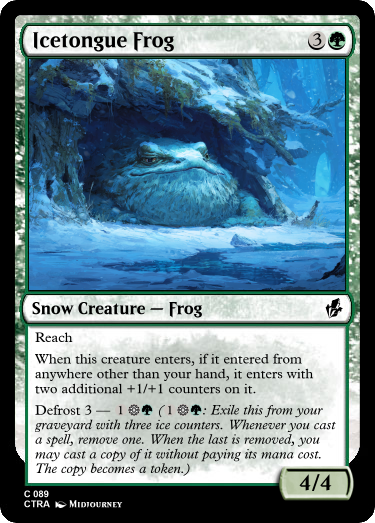 Icetongue Frog 3
Snow Creature — Frog
Reach
When this creature enters, if it entered from
anywhere other than your hand, it enters with
two additional +1/+1 counters on it.
Defrost 3 — 1 (1 : Exile this from your
graveyard with three ice counters. Whenever you cast
a spell, remove one. When the last is removed, you
may cast a copy of it without paying its mana cost.
The copy becomes a token.)
4/4
C 089
CTRA Midjourney